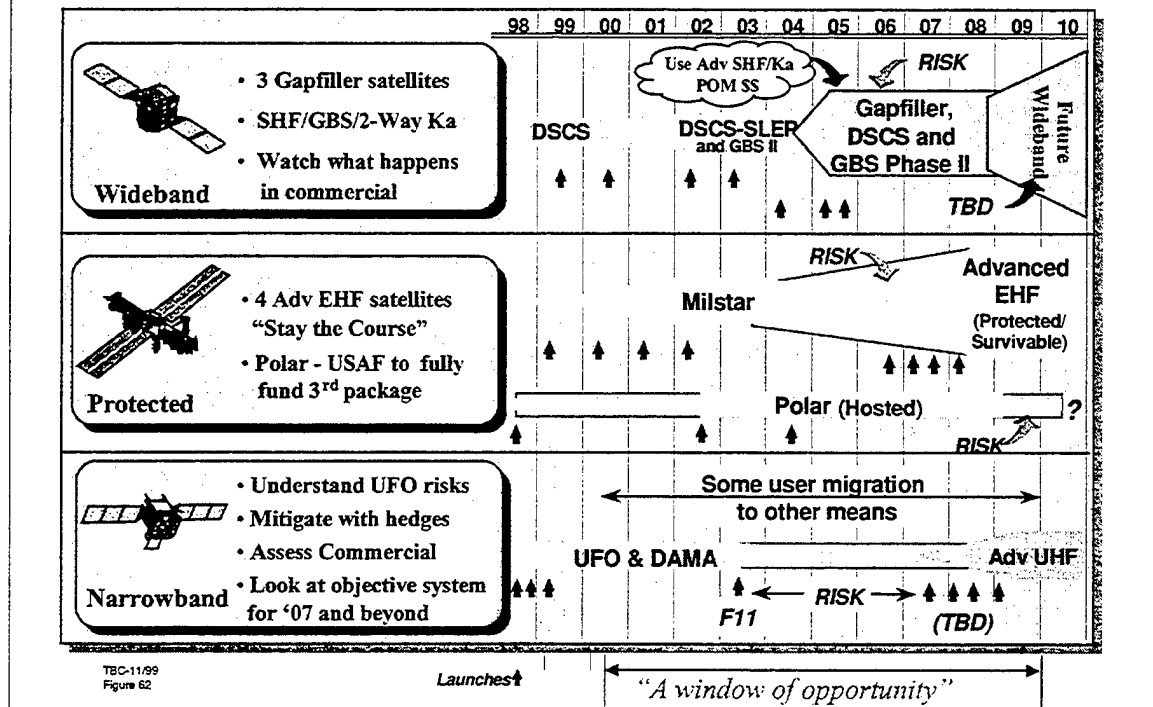 98 99 00 01 02 03 04 05 06 07 08 09 10
• 3 Gapfiller satellites
• SHF/GBS/2-Way Ka
• Watch what happens
in commercial
Wideband
Use Adv SHF/Ka
POM $$
RISK
DSCS
DSCS-SLEP
and GBS II
Gapfiller,
DSCS and
GBS Phase II
Future
Wideband
TBD
• 4 Adv EHF satellites
“Stay the Course”
• Polar - USAF to fully
fund 3rd package
Protected
RISK
Milstar
Advanced
EHF
(Protected/
Survivable)
Polar (Hosted)
?
RISK
• Understand UFO risks
• Mitigate with hedges
• Assess Commercial
• Look at objective system
for ‘07 and beyond
Narrowband
Some user migration
to other means
UFO & DAMA
Adv UHF
F11
RISK
(TBD)
TBC-11/99
Figure 62
Launches
“A window of opportunity”